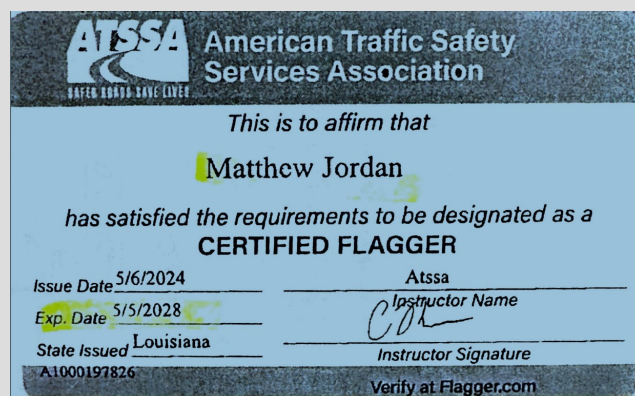 ATSSA
SAFER ROADS SAVE LIVES
American Traffic Safety
Services Association
This is to affirm that
Matthew Jordan
has satisfied the requirements to be designated as a
CERTIFIED FLAGGER
Issue Date 5/6/2024
Atssa
Instructor Name
Exp. Date 5/5/2028
State Issued Louisiana
Instructor Signature
A1000197826
Verify at Flagger.com